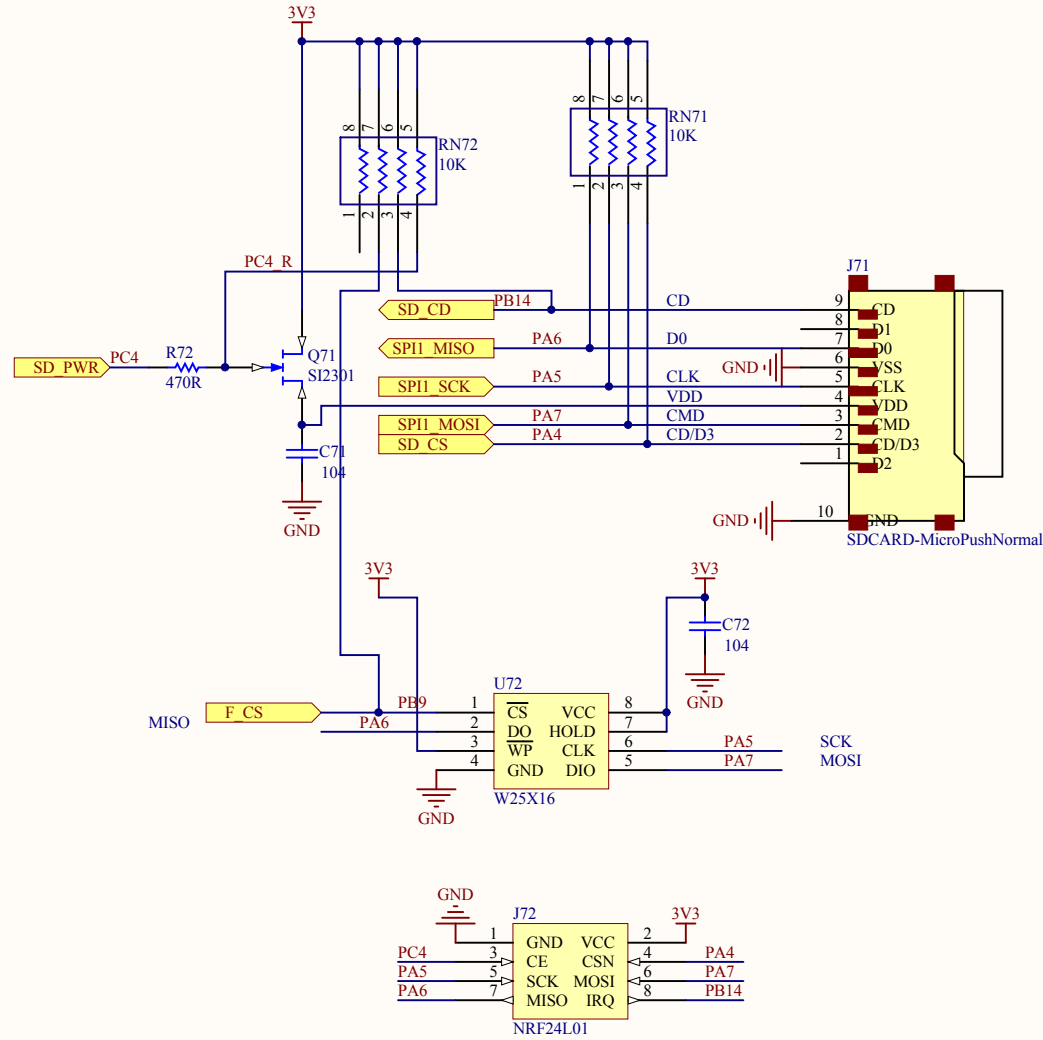 3V3
8 7 6 5
RN72
10K
1 2 3 4
8 7 6 5
RN71
10K
1 2 3 4
PC4_R
J71
SD_CD PB14 CD 9 CD
8 D1
SPI1_MISO PA6 D0 7 D0
GND 6 VSS
SPI1_SCK PA5 CLK 5 CLK
VDD 4 VDD
SPI1_MOSI PA7 CMD 3 CMD
SD_CS PA4 CD/D3 2 CD/D3
1 D2
GND 10 GND
SDCARD-MicroPushNormal
SD_PWR PC4 R72
470R
Q71
SI2301
C71
104
GND
3V3
3V3
C72
104
GND
U72
F_CS PB9 1 CS VCC 8
MISO PA6 2 DO HOLD 7
3 WP CLK 6 PA5 SCK
4 GND DIO 5 PA7 MOSI
W25X16
GND
GND
J72
3V3
1 GND VCC 2
PC4 3 CE CSN 4 PA4
PA5 5 SCK MOSI 6 PA7
PA6 7 MISO IRQ 8 PB14
NRF24L01